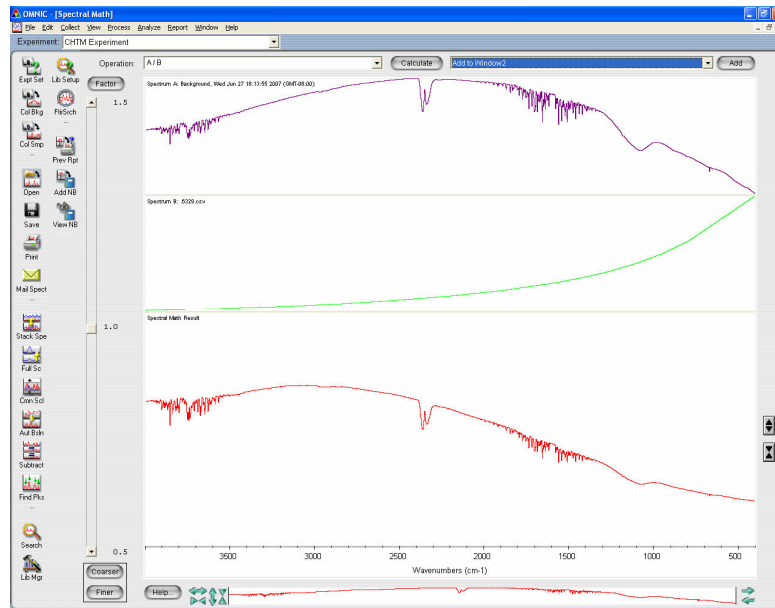 OMNIC - [Spectral Math]
File Edit Collect View Process Analyze Report Window Help
Experiment: CHTM Experiment
Operation: A / B Calculate Add to Window2 Add
Expt Set Lib Setup Factor
Spectrum A: Background, Wed Jun 27 16:13:55 2007 (GMT-06:00)
1.5
Col Bkg FlirSrch
Col Smp
Prev Rpt
Open Add NB
Spectrum B: .6329.csv
Save View NB
Print
Mail Spect
Spectral Math Result
1.0
Stack Spe
Full Sc
Cmn Scl
Aut Bsln
Subtract
Find Pks
Search
0.5
3500 3000 2500 2000 1500 1000 500
Wavenumbers (cm-1)
Lib Mgr
Coarser
Finer
Help...